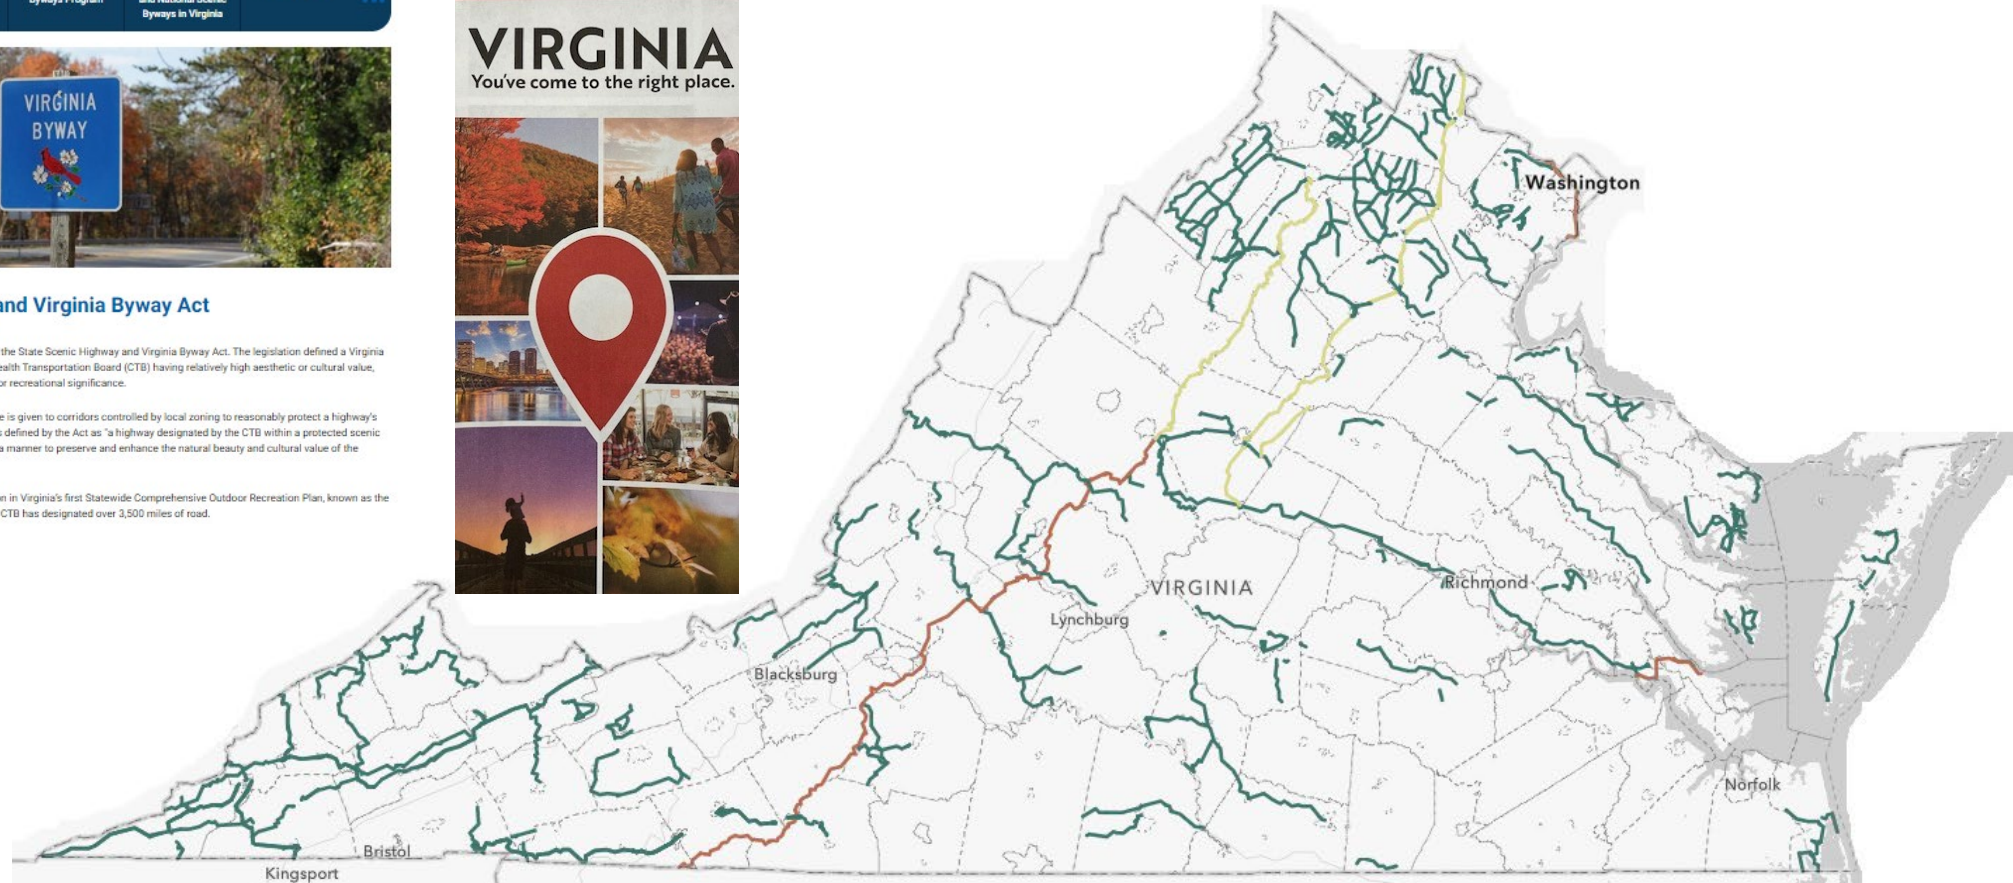 Byways Program
and National Scenic
Byways in Virginia
VIRGINIA
BYWAY
and Virginia Byway Act
the State Scenic Highway and Virginia Byway Act. The legislation defined a Virginia
ealth Transportation Board (CTB) having relatively high aesthetic or cultural value,
or recreational significance.
e is given to corridors controlled by local zoning to reasonably protect a highway's
s defined by the Act as "a highway designated by the CTB within a protected scenic
a manner to preserve and enhance the natural beauty and cultural value of the
n in Virginia's first Statewide Comprehensive Outdoor Recreation Plan, known as the
CTB has designated over 3,500 miles of road.
VIRGINIA
You've come to the right place.
Washington
VIRGINIA
Richmond
Lynchburg
Blacksburg
Norfolk
Bristol
Kingsport